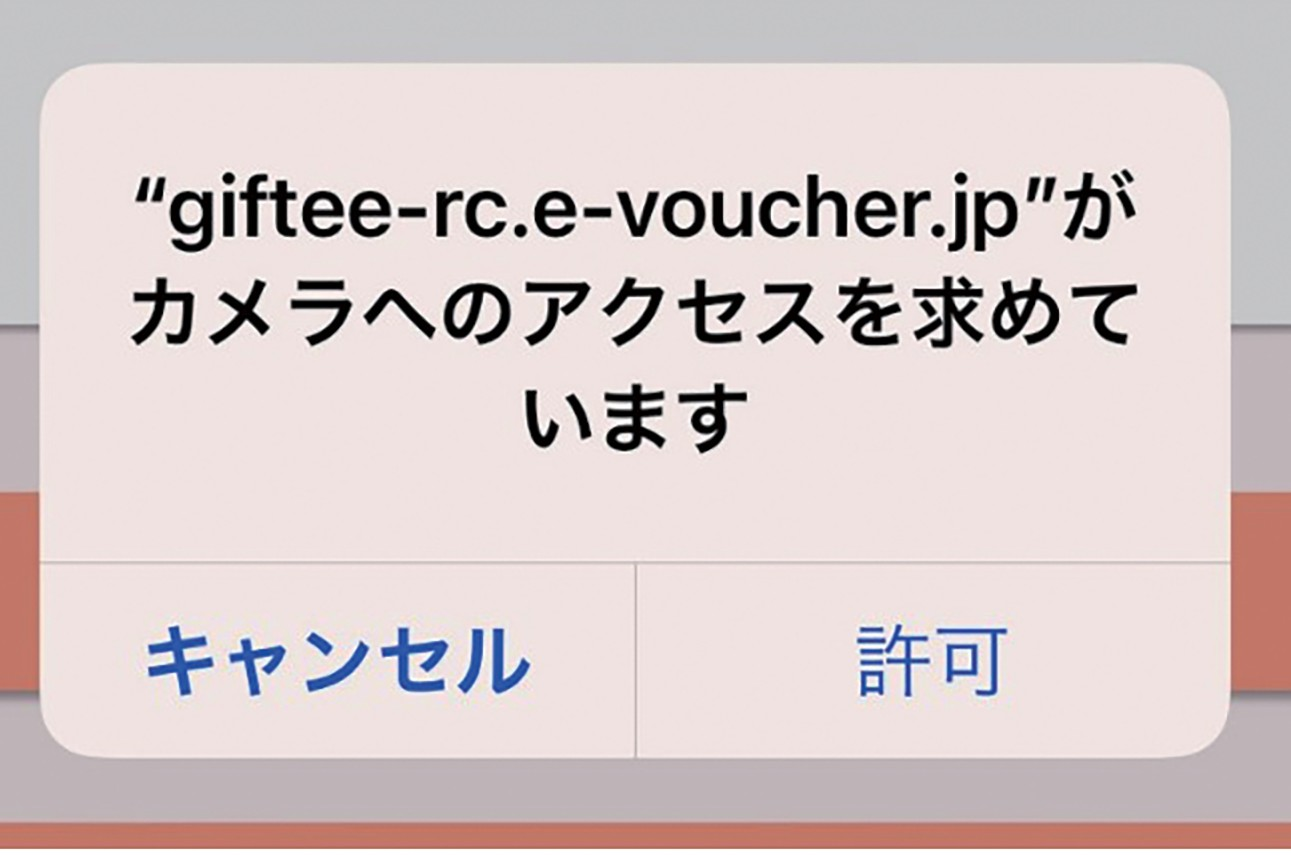 “giftee-rc.e-voucher.jp”が
カメラへのアクセスを求めて
います
キャンセル
許可